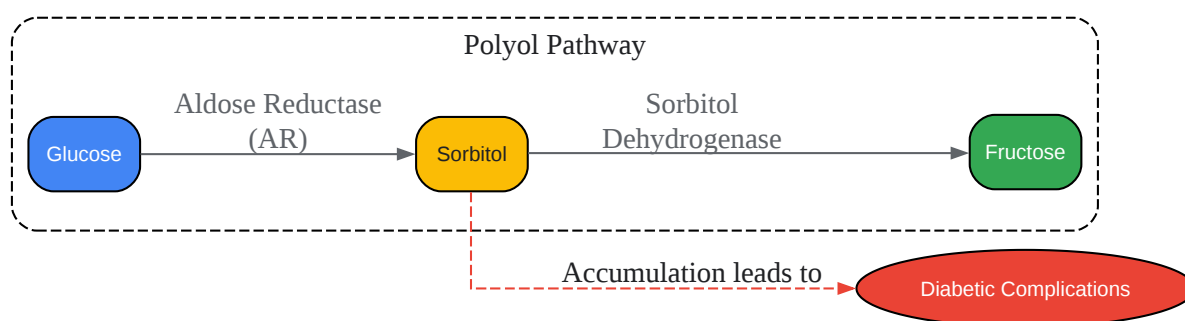 Polyol Pathway
Aldose Reductase
(AR)
Sorbitol
Dehydrogenase
Glucose
Sorbitol
Fructose
Accumulation leads to
Diabetic Complications